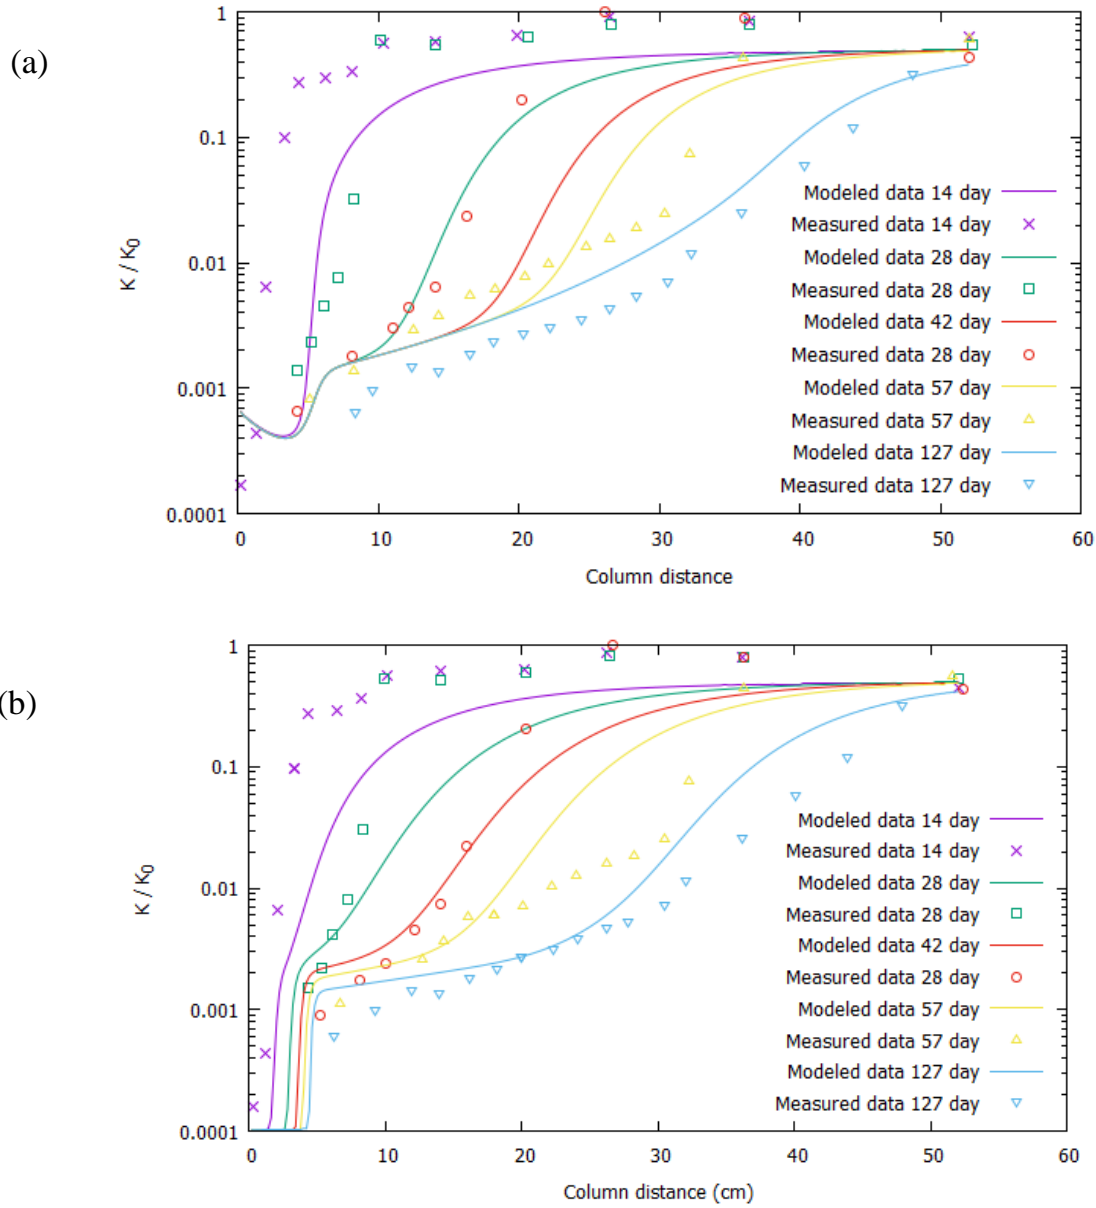 (a)
1
0.1
0.01
0.001
0.0001
K / K0
Modeled data 14 day
Measured data 14 day
Modeled data 28 day
Measured data 28 day
Modeled data 42 day
Measured data 28 day
Modeled data 57 day
Measured data 57 day
Modeled data 127 day
Measured data 127 day
0 10 20 30 40 50 60
Column distance
(b)
1
0.1
0.01
0.001
0.0001
K / K0
Modeled data 14 day
Measured data 14 day
Modeled data 28 day
Measured data 28 day
Modeled data 42 day
Measured data 28 day
Modeled data 57 day
Measured data 57 day
Modeled data 127 day
Measured data 127 day
0 10 20 30 40 50 60
Column distance (cm)